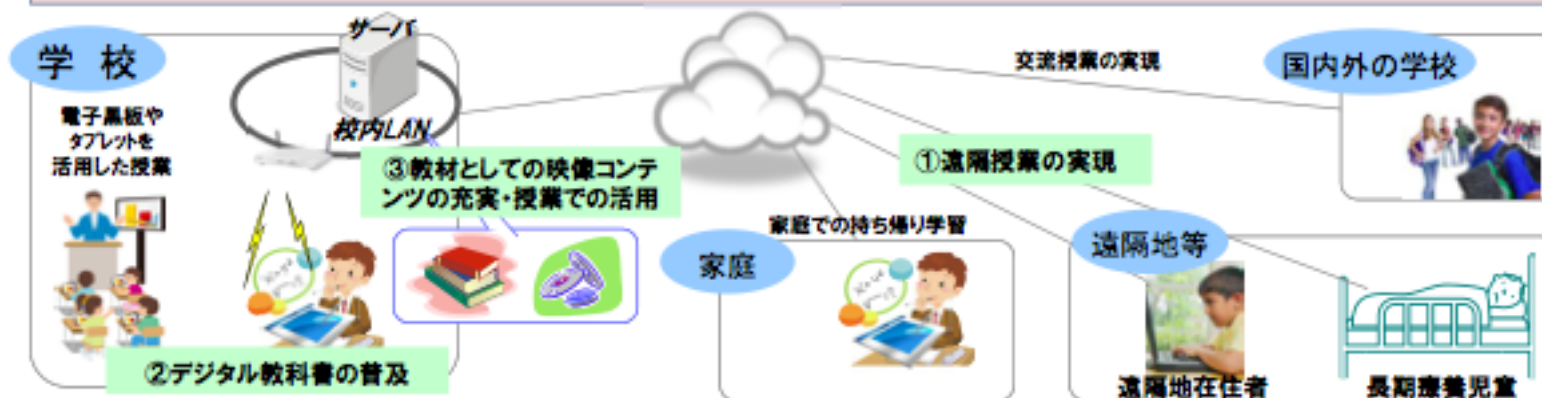 学校
サーバ
校内LAN
電子黒板や
タブレットを
活用した授業
③教材としての映像コンテ
ンツの充実・授業での活用
②デジタル教科書の普及
交流授業の実現
国内外の学校
①遠隔授業の実現
家庭での持ち帰り学習
家庭
遠隔地等
遠隔地在住者
長期療養児童